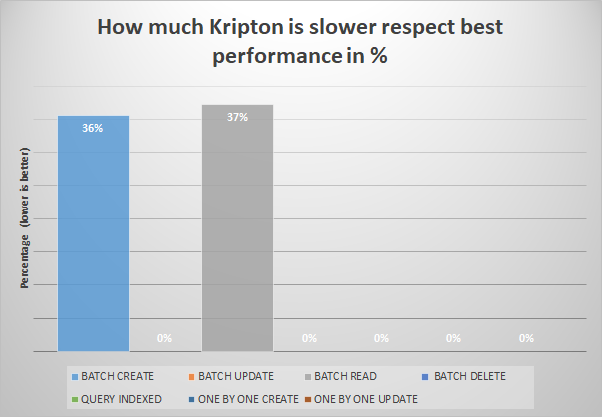 How much Kripton is slower respect best
performance in %
Percentage (lower is better)
36%
0%
37%
0%
0%
0%
0%
BATCH CREATE
BATCH UPDATE
BATCH READ
BATCH DELETE
QUERY INDEXED
ONE BY ONE CREATE
ONE BY ONE UPDATE